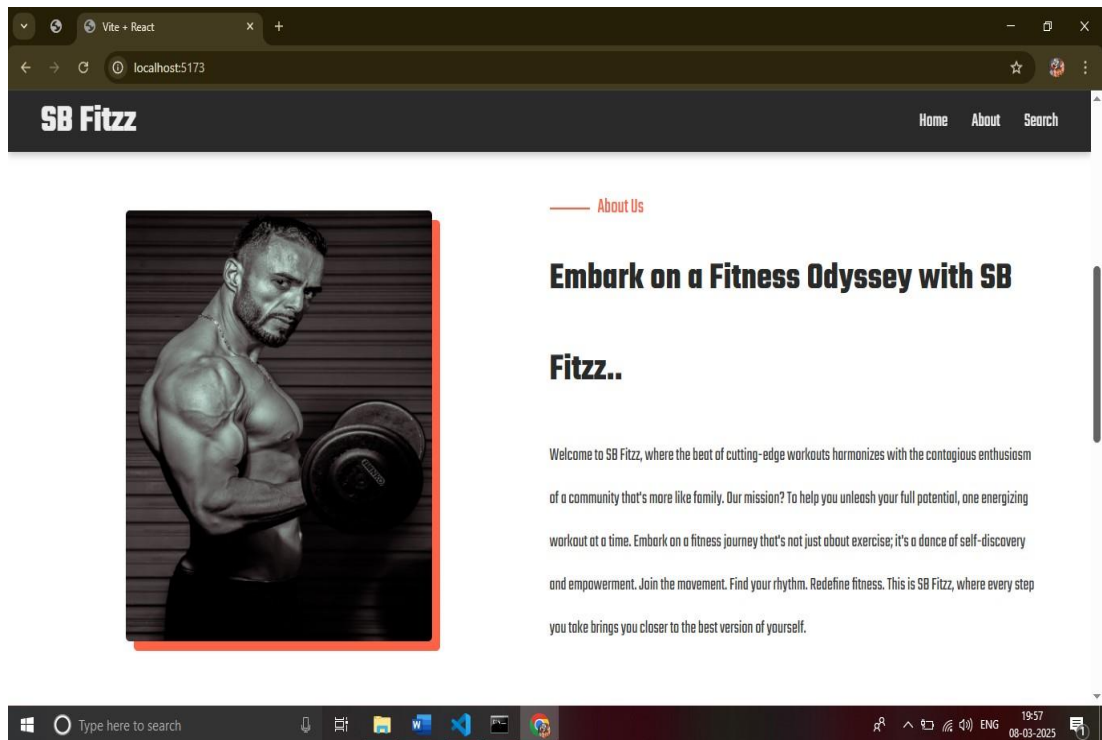 Vite + React
localhost:5173
SB Fitzz
Home About Search
About Us
Embark on a Fitness Odyssey with SB
Fitzz..
Welcome to SB Fitzz, where the beat of cutting-edge workouts harmonizes with the contagious enthusiasm
of a community that's more like family. Our mission? To help you unleash your full potential, one energizing
workout at a time. Embark on a fitness journey that's not just about exercise; it's a dance of self-discovery
and empowerment. Join the movement. Find your rhythm. Redefine fitness. This is SB Fitzz, where every step
you take brings you closer to the best version of yourself.
Type here to search
ENG
19:57
08-03-2025